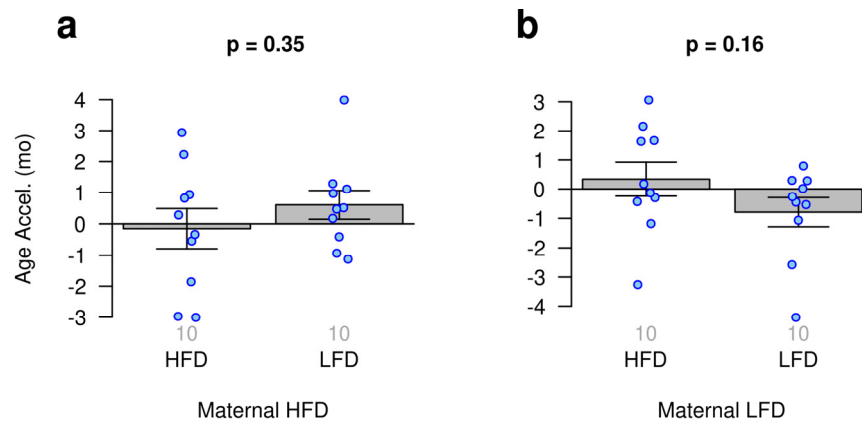 a
p = 0.35
Age Accel. (mo)
4
3
2
1
0
-1
-2
-3
10
10
HFD
LFD
Maternal HFD
b
p = 0.16
3
2
1
0
-1
-2
-3
-4
10
10
HFD
LFD
Maternal LFD